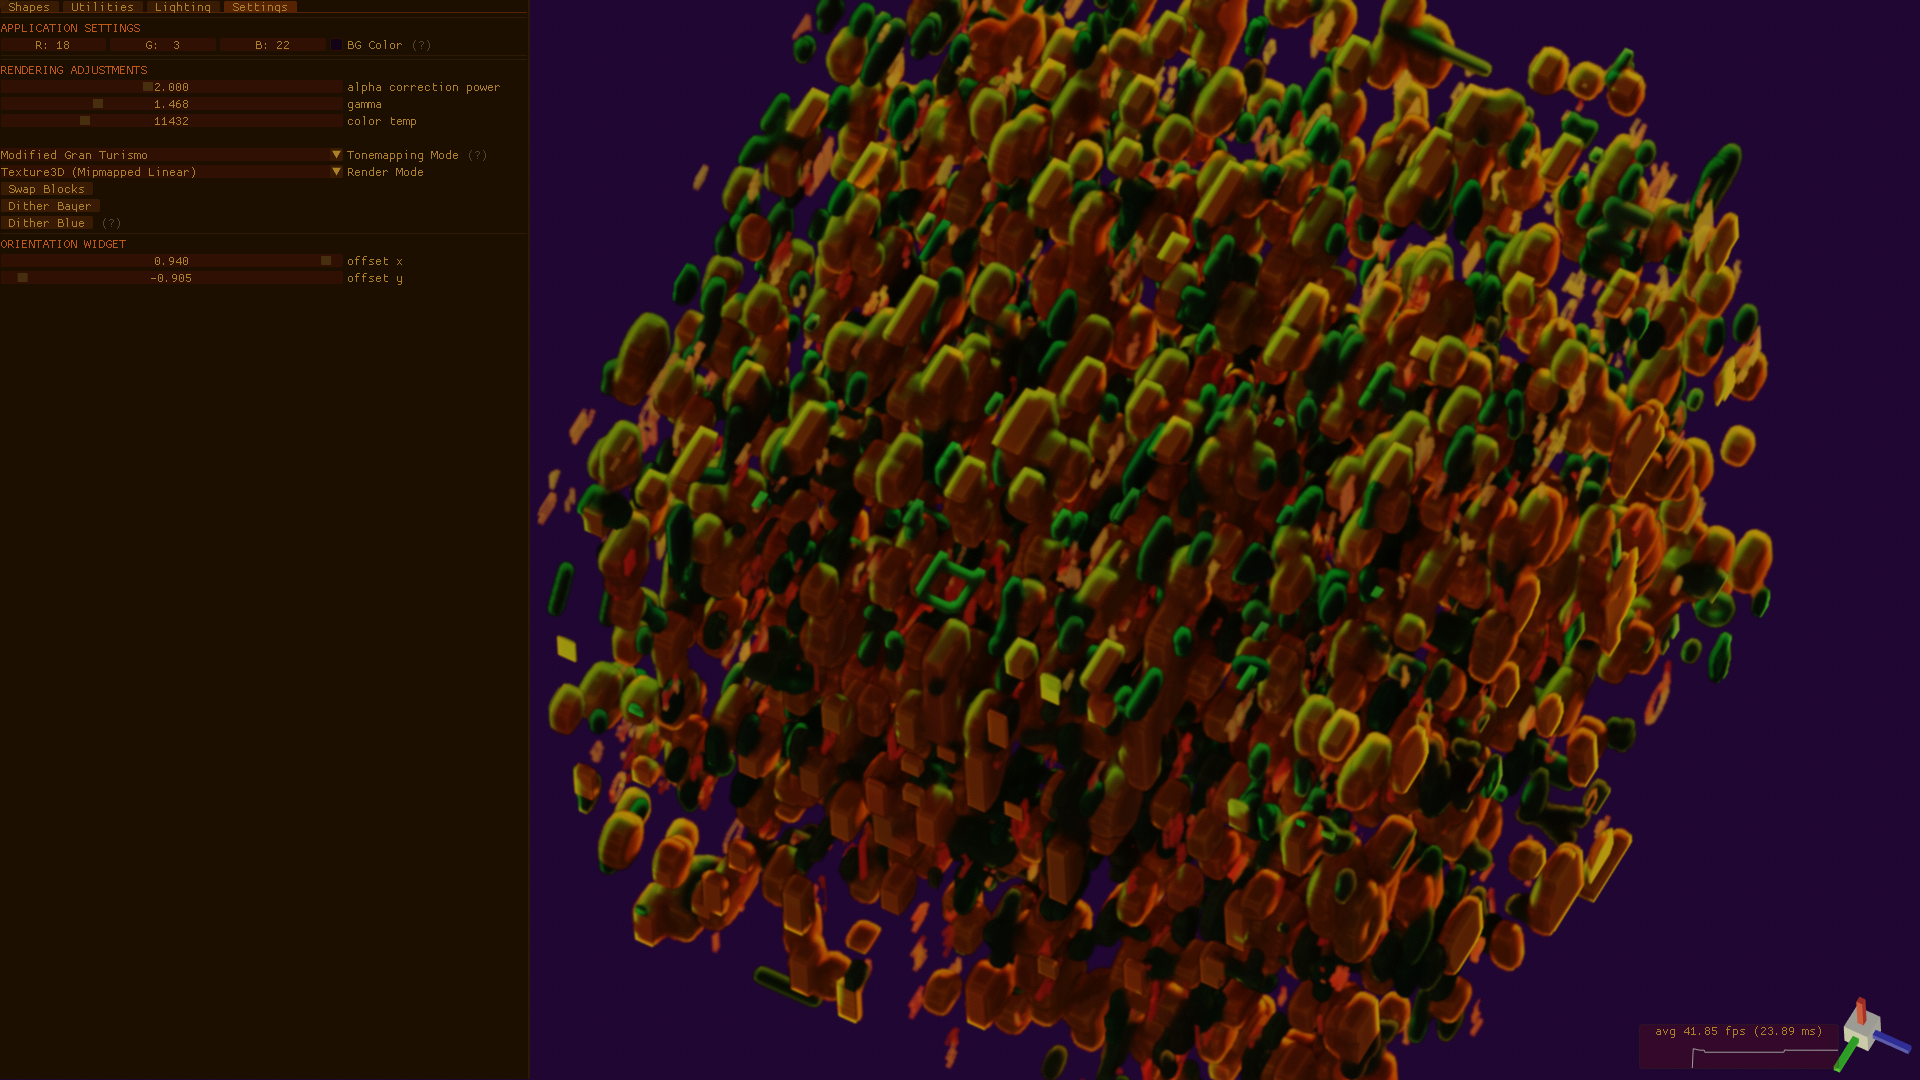 Shapes Utilities Lighting Settings
APPLICATION SETTINGS
R: 18 G: 3 B: 22 BG Color (?)
RENDERING ADJUSTMENTS
2.000 alpha correction power
1.468 gamma
11432 color temp
Modified Gran Turismo Tonemapping Mode (?)
Texture3D (Mipmapped Linear) Render Mode
Swap Blocks
Dither Bayer
Dither Blue (?)
ORIENTATION WIDGET
0.940 offset x
-0.905 offset y
avg 41.85 fps (23.89 ms)